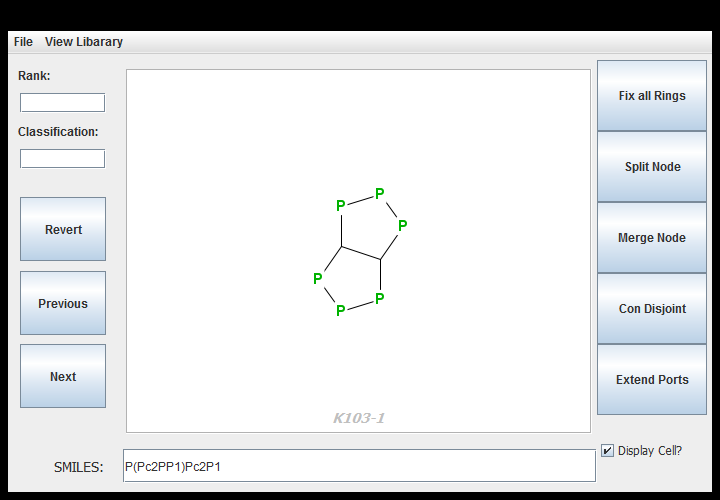 File View Libarary
Rank:
Classification:
Revert
Previous
Next
P
P
P
P
P
P
K103-1
Fix all Rings
Split Node
Merge Node
Con Disjoint
Extend Ports
Display Cell?
SMILES: P(Pc2PP1)Pc2P1